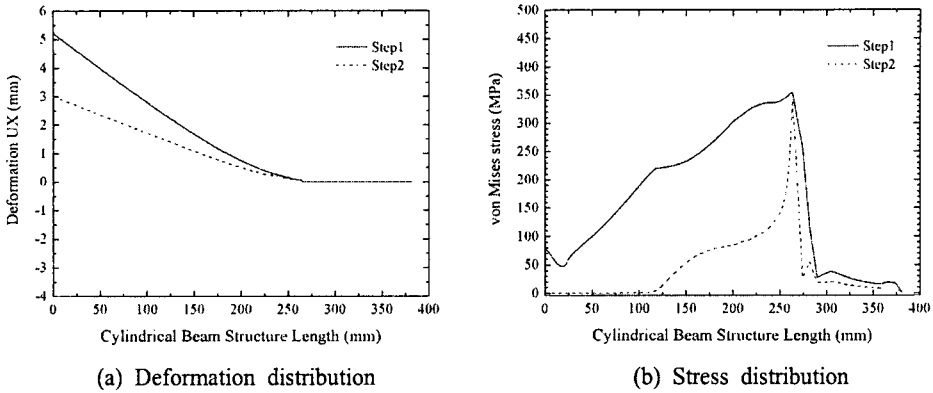 6
5
4
3
2
1
0
-1
-2
-3
-4
Deformation UX (mm)
Step1
Step2
0 50 100 150 200 250 300 350 400
Cylindrical Beam Structure Length (mm)
(a) Deformation distribution
500
450
400
350
300
250
200
150
100
50
0
von Mises stress (MPa)
Step1
Step2
0 50 100 150 200 250 300 350 400
Cylindrical Beam Structure Length (mm)
(b) Stress distribution